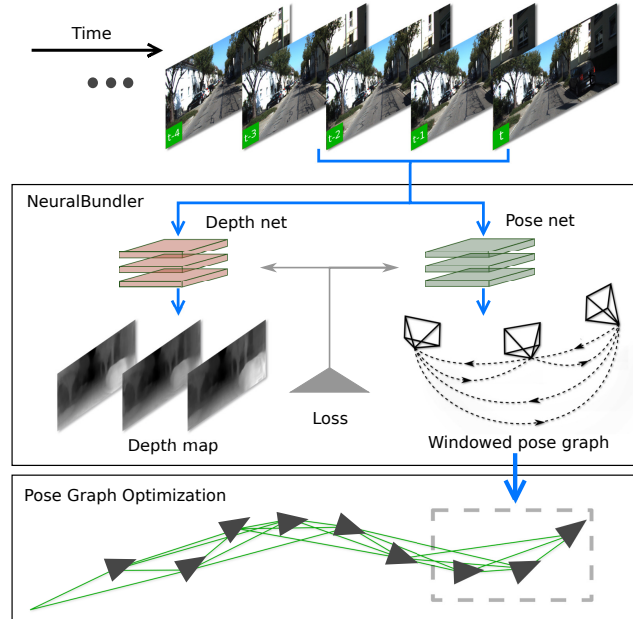 Time
t-4
t-3
t-2
t-1
t
NeuralBundler
Depth net
Pose net
Loss
Depth map
Windowed pose graph
Pose Graph Optimization